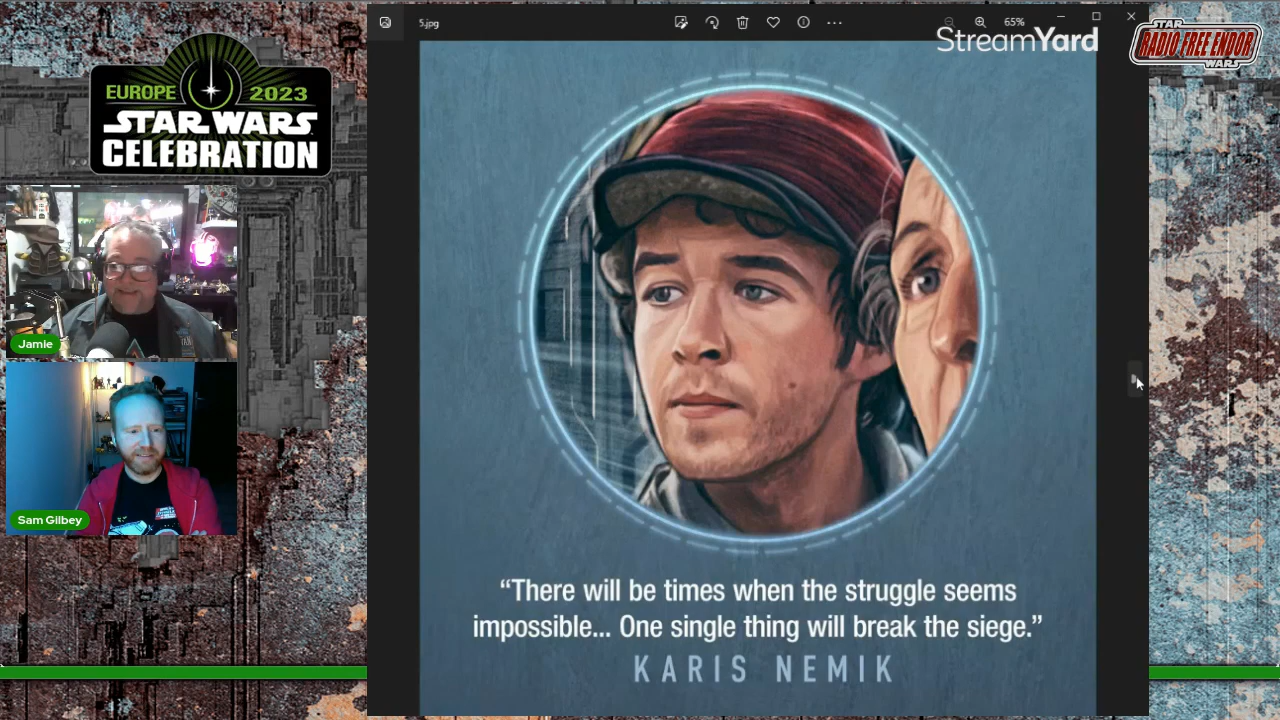 5.jpg
65%
StreamYard
STAR
RADIO FREE ENDOR
WARS
EUROPE 2023
STAR WARS
CELEBRATION
Jamie
Sam Gilbey
“There will be times when the struggle seems
impossible... One single thing will break the siege.”
KARIS NEMIK